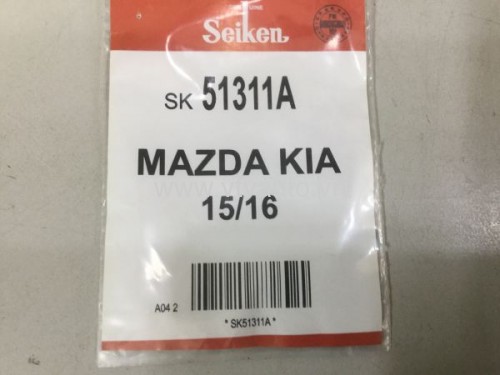 Seiken
SK 51311A
MAZDA KIA
15/16
A04 2
* SK51311A *